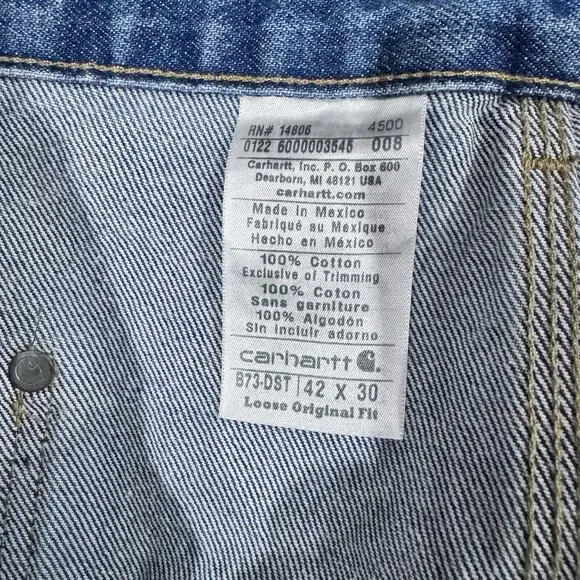 RN# 14806 4500
0122 6000003545 008
Carhartt, Inc. P. O. Box 600
Dearborn, MI 48121 USA
carhartt.com
Made in Mexico
Fabriqué au Mexique
Hecho en México
100% Cotton
Exclusive of Trimming
100% Coton
Sans garniture
100% Algodón
Sin incluir adorno
carhartt
B73-DST | 42 X 30
Loose Original Fit